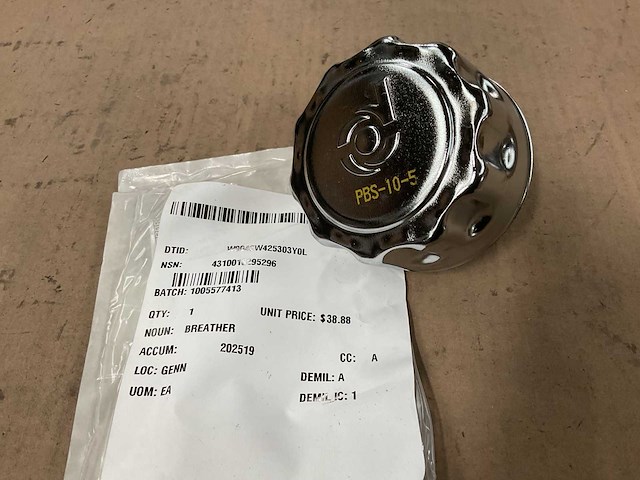 PBS-10-5
DTID:
NSN:
BATCH: 1005577413
QTY: 1 UNIT PRICE: $38.88
NOUN: BREATHER
ACCUM: 202519 CC: A
LOC: GENN DEMIL: A
UOM: EA DEMIL IC: 1